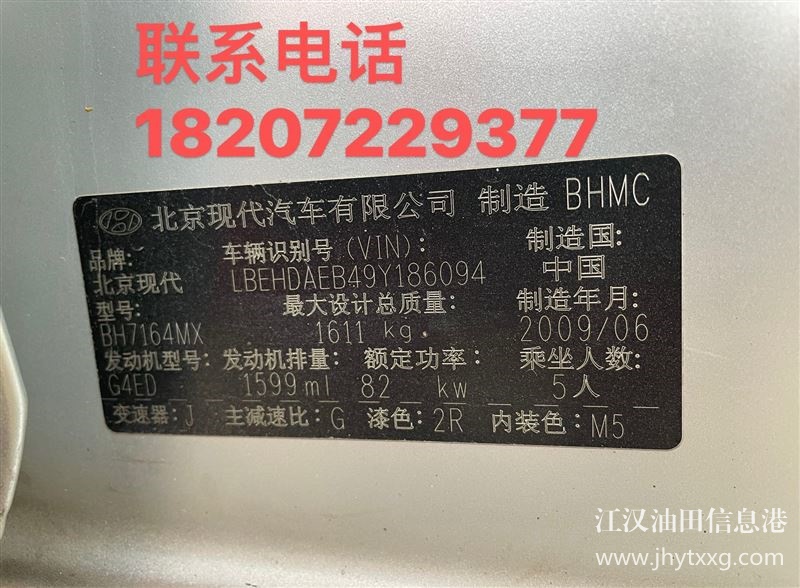 联系电话
18207229377
北京现代汽车有限公司 制造 BHMC
品牌: 车辆识别号(VIN): 制造国:
北京现代 LBEHDAEB49Y186094 中国
型号: 最大设计总质量: 制造年月:
BH7164MX 1611 kg. 2009/06
发动机型号: 发动机排量: 额定功率: 乘坐人数:
G4ED 1599ml 82 kw 5人
变速器: J 主减速比: G 漆色: 2R 内装色: M5
江汉油田信息港
www.jhytxxg.com